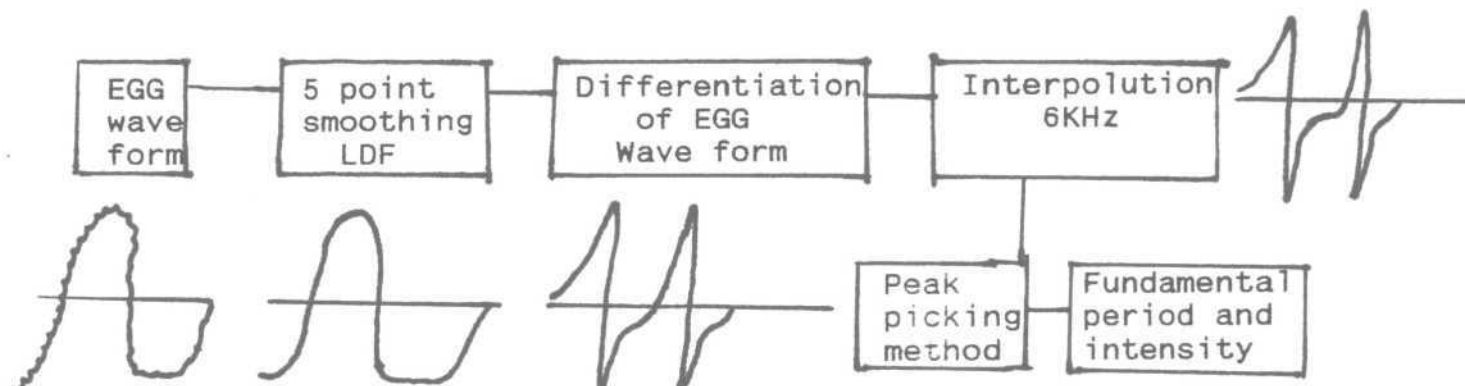 EGG
wave
form
5 point
smoothing
LDF
Differentiation
of EGG
Wave form
Interpolution
6KHz
Peak
picking
method
Fundamental
period and
intensity